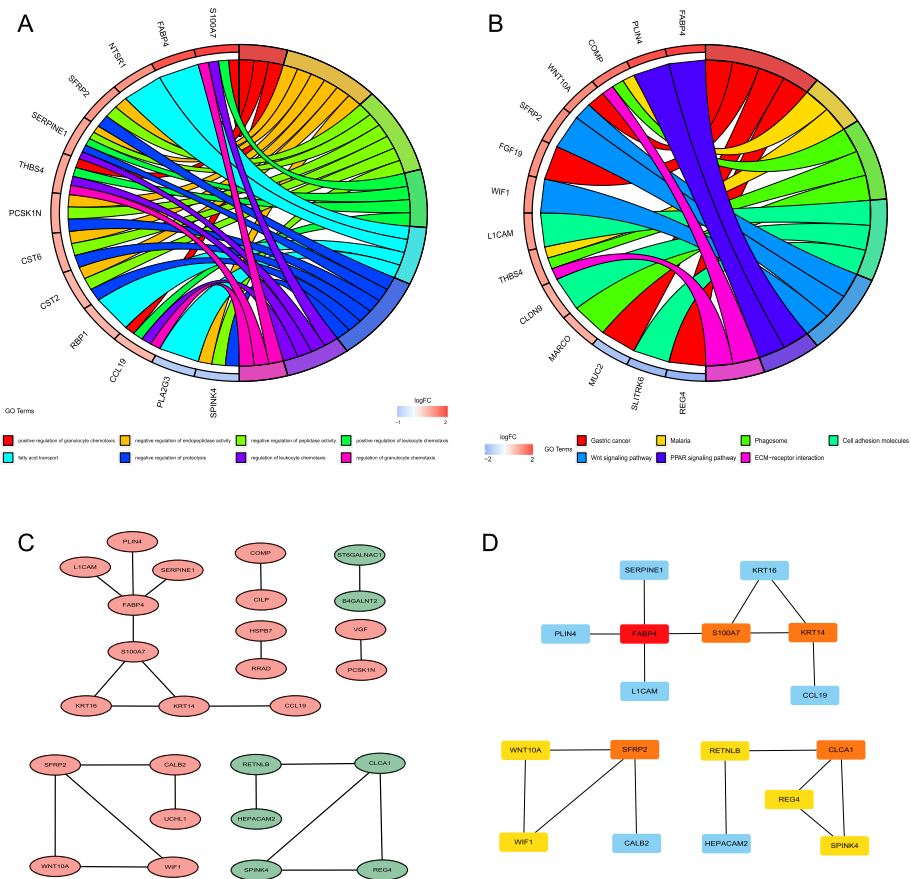 A
S100A7
FABP4
NTSR1
SFRP2
SERPINE1
THBS4
PCSK1N
CST6
CST2
RBP1
CCL19
PLA2G3
SPINK4
GO Terms
logFC
−1 2
positive regulation of granulocyte chemotaxis
negative regulation of endopeptidase activity
negative regulation of peptidase activity
positive regulation of leukocyte chemotaxis
fatty acid transport
negative regulation of proteolysis
regulation of leukocyte chemotaxis
regulation of granulocyte chemotaxis
B
FABP4
PLIN4
COMP
WNT10A
SFRP2
FGF19
WIF1
L1CAM
THBS4
CLDN9
MARCO
MUC2
SLITRK6
REG4
logFC
−2 2
GO Terms
Gastric cancer
Malaria
Phagosome
Cell adhesion molecules
Wnt signaling pathway
PPAR signaling pathway
ECM−receptor interaction
C
PLIN4
L1CAM
SERPINE1
FABP4
S100A7
KRT16
KRT14
CCL19
COMP
CILP
HSPB7
RRAD
ST6GALNAC1
B4GALNT2
VGF
PCSK1N
SFRP2
CALB2
UCHL1
WNT10A
WIF1
RETNLB
CLCA1
HEPACAM2
SPINK4
REG4
D
SERPINE1
KRT16
PLIN4
FABP4
S100A7
KRT14
L1CAM
CCL19
WNT10A
SFRP2
WIF1
CALB2
RETNLB
CLCA1
REG4
HEPACAM2
SPINK4